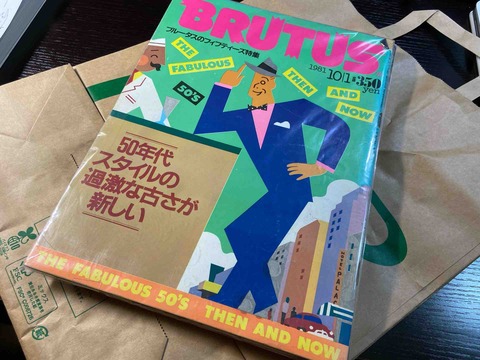 BRUTUS
ブルータスのフィフティーズ特集
1981 10/1 ¥350
yen
THE
FABULOUS
50'S
THEN AND
NOW
50年代
スタイルの
過激な古さが
新しい
THE FABULOUS 50'S THEN AND NOW